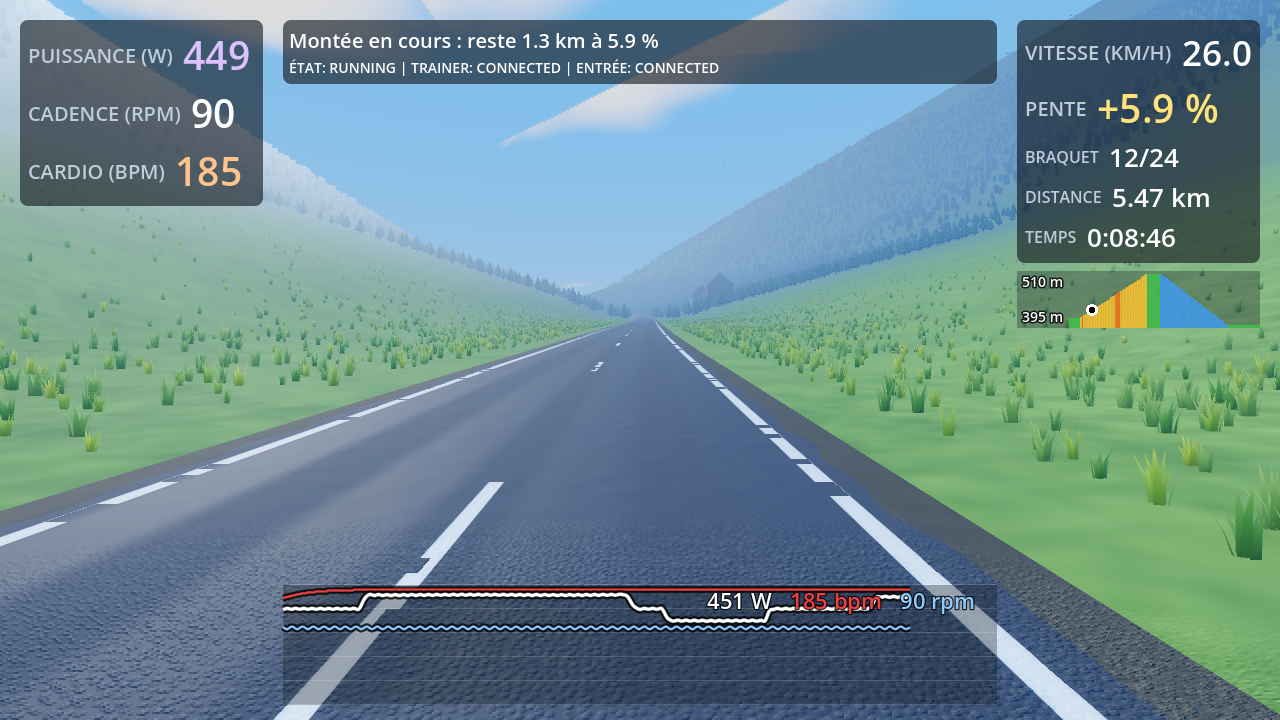 PUISSANCE (W) 449
CADENCE (RPM) 90
CARDIO (BPM) 185
Montée en cours : reste 1.3 km à 5.9 %
ÉTAT: RUNNING | TRAINER: CONNECTED | ENTRÉE: CONNECTED
VITESSE (KM/H) 26.0
PENTE +5.9 %
BRAQUET 12/24
DISTANCE 5.47 km
TEMPS 0:08:46
510 m
395 m
451 W 185 bpm 90 rpm